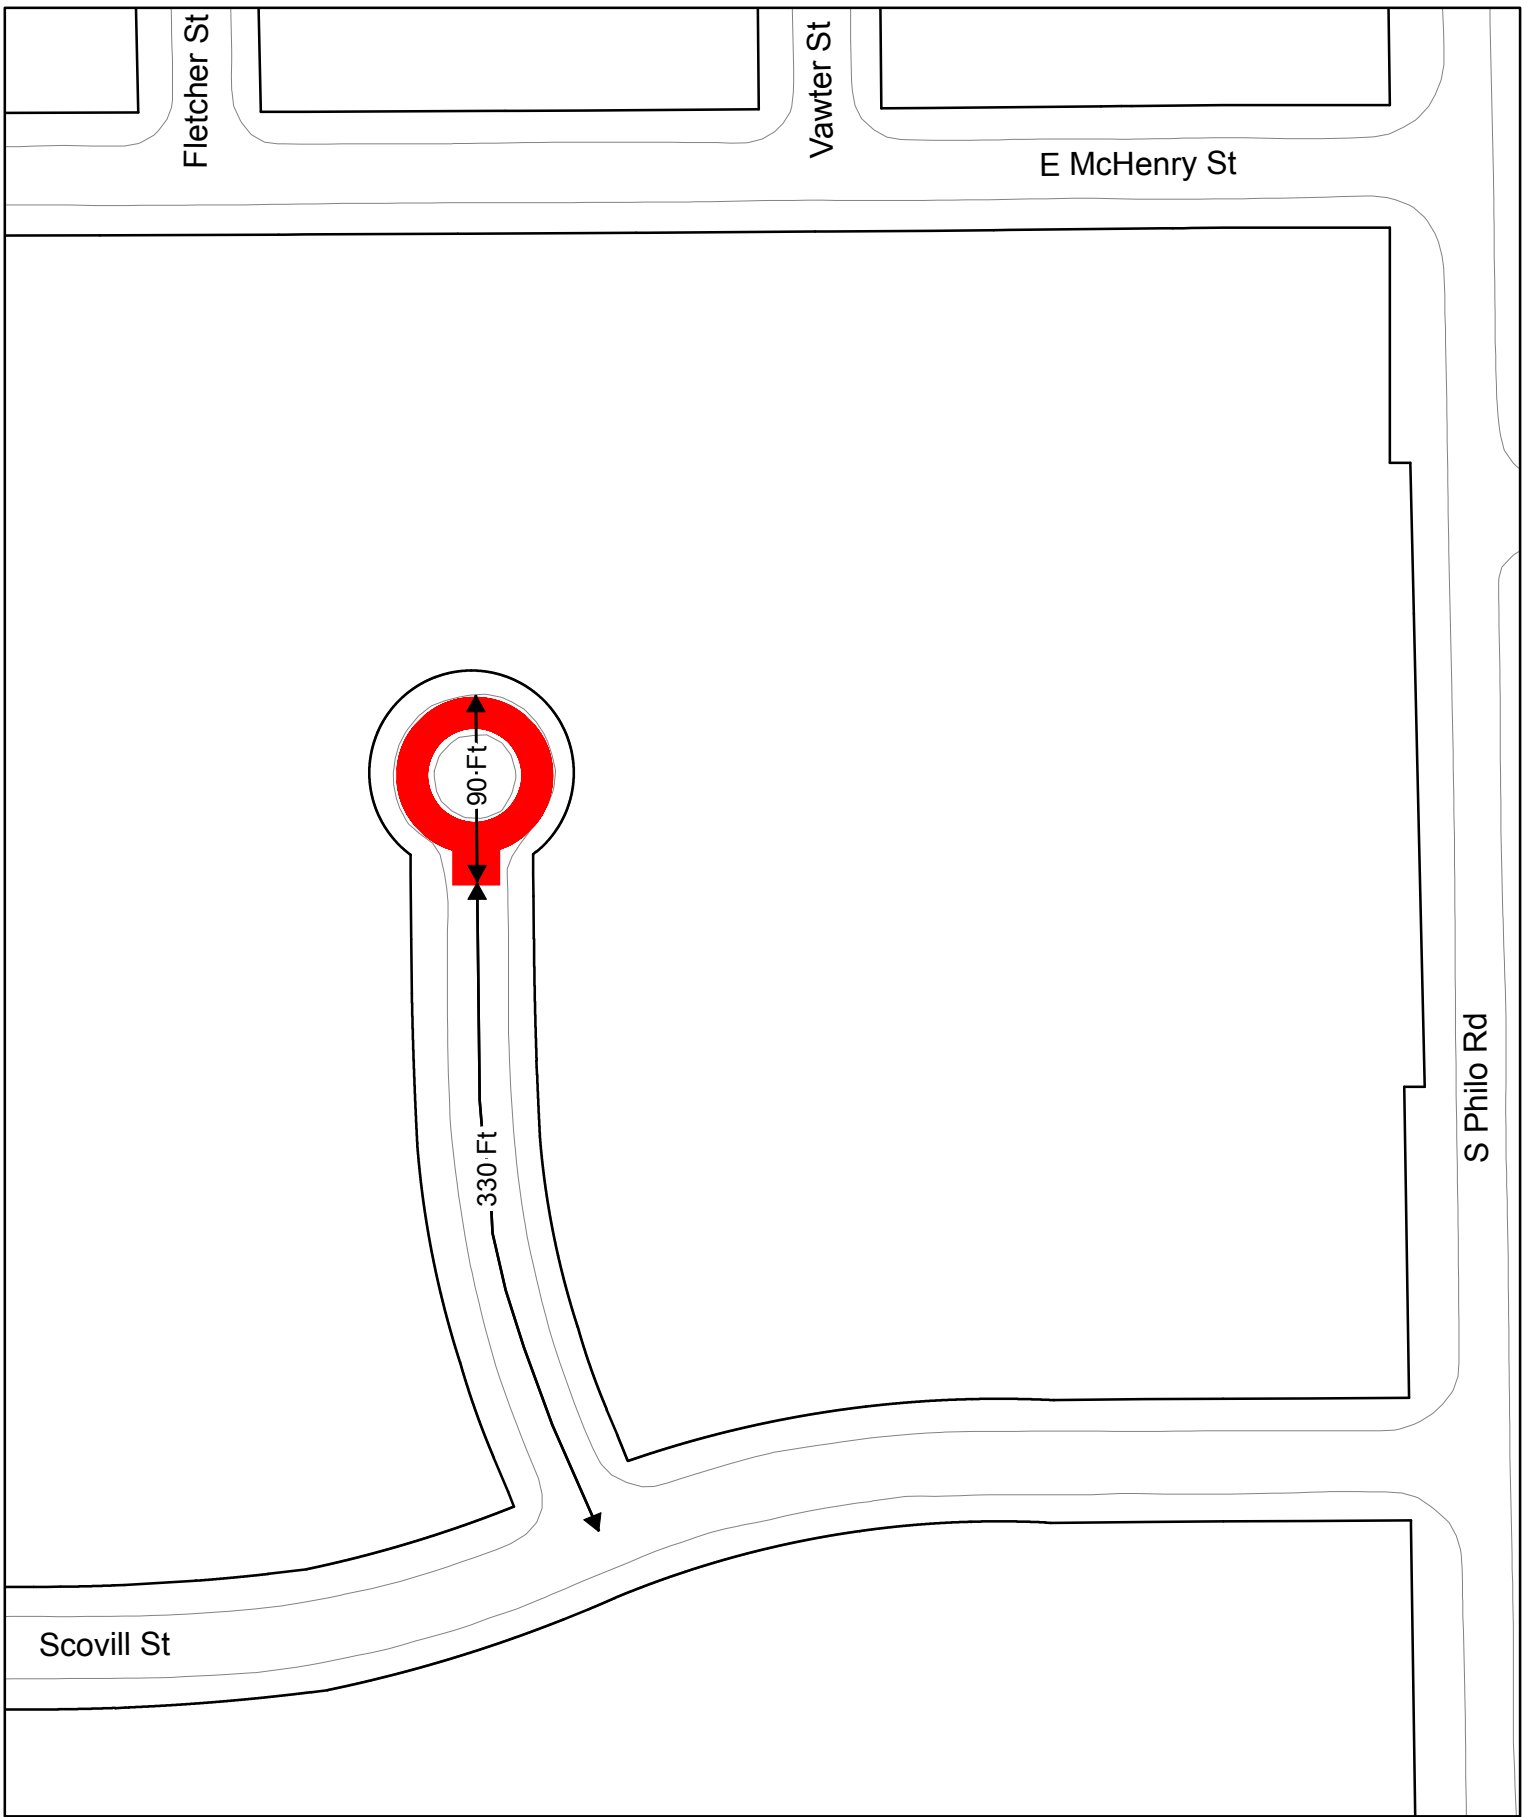 Fletcher St
Vawter St
E McHenry St
90 Ft
330 Ft
S Philo Rd
Scovill St